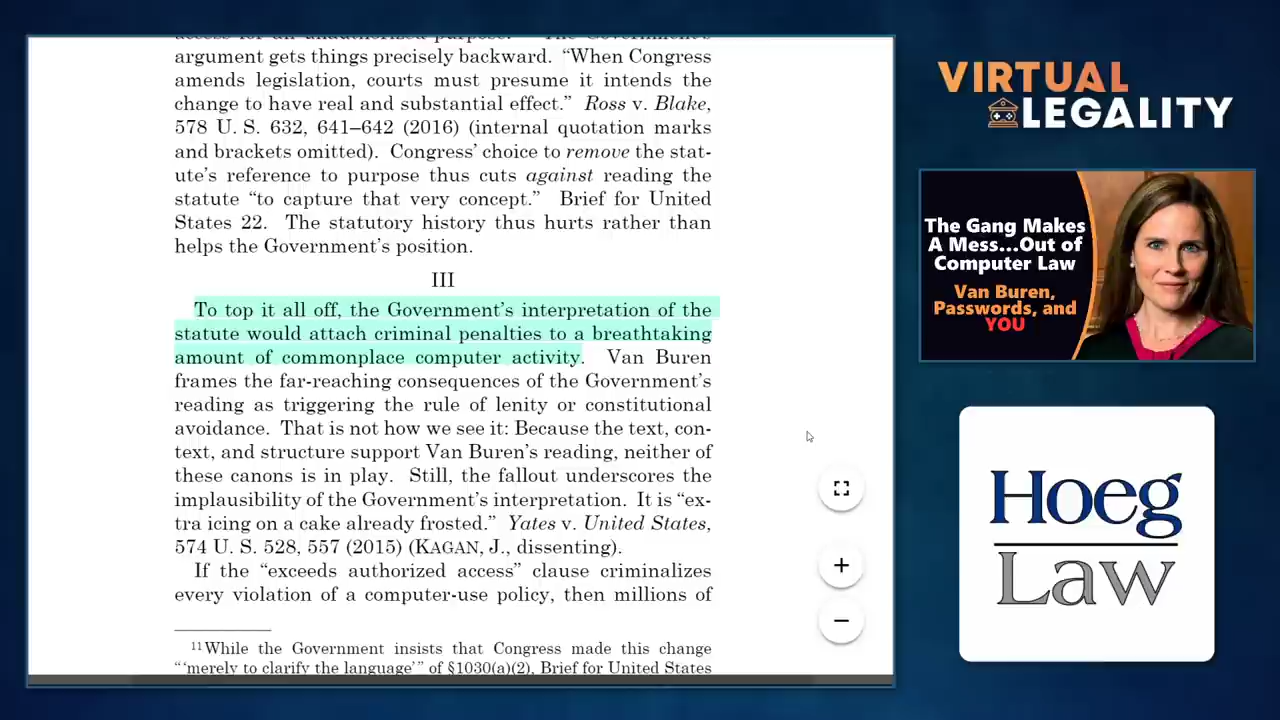 access for an unauthorized purpose. The Government's
argument gets things precisely backward. “When Congress
amends legislation, courts must presume it intends the
change to have real and substantial effect.” Ross v. Blake,
578 U. S. 632, 641–642 (2016) (internal quotation marks
and brackets omitted). Congress’ choice to remove the stat-
ute’s reference to purpose thus cuts against reading the
statute “to capture that very concept.” Brief for United
States 22. The statutory history thus hurts rather than
helps the Government’s position.
III
To top it all off, the Government’s interpretation of the
statute would attach criminal penalties to a breathtaking
amount of commonplace computer activity. Van Buren
frames the far-reaching consequences of the Government’s
reading as triggering the rule of lenity or constitutional
avoidance. That is not how we see it: Because the text, con-
text, and structure support Van Buren’s reading, neither of
these canons is in play. Still, the fallout underscores the
implausibility of the Government’s interpretation. It is “ex-
tra icing on a cake already frosted.” Yates v. United States,
574 U. S. 528, 557 (2015) (KAGAN, J., dissenting).
If the “exceeds authorized access” clause criminalizes
every violation of a computer-use policy, then millions of
11 While the Government insists that Congress made this change
“‘merely to clarify the language’” of §1030(a)(2), Brief for United States
VIRTUAL
LEGALITY
The Gang Makes
A Mess...Out of
Computer Law
Van Buren,
Passwords, and
YOU
Hoeg
Law